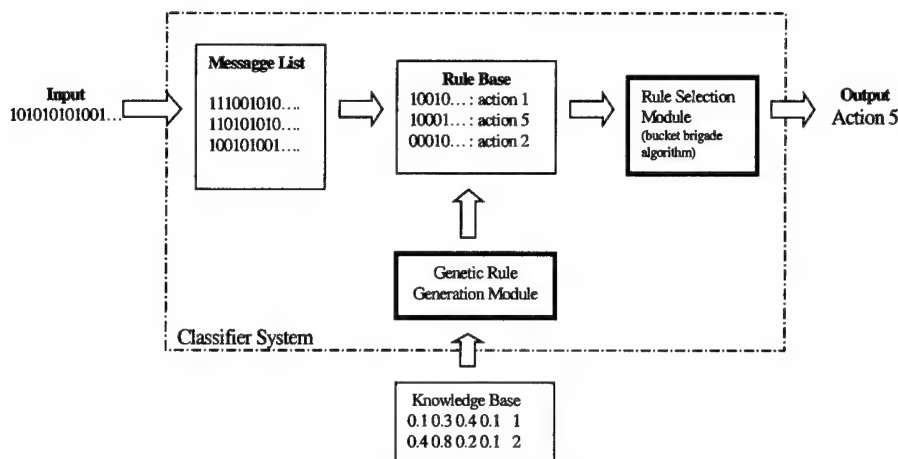 Input
101010101001...
Messagge List
111001010....
110101010....
100101001....
Rule Base
10010... : action 1
10001... : action 5
00010... : action 2
Rule Selection
Module
(bucket brigade
algorithm)
Output
Action 5
Genetic Rule
Generation Module
Classifier System
Knowledge Base
0.1 0.3 0.4 0.1 1
0.4 0.8 0.2 0.1 2